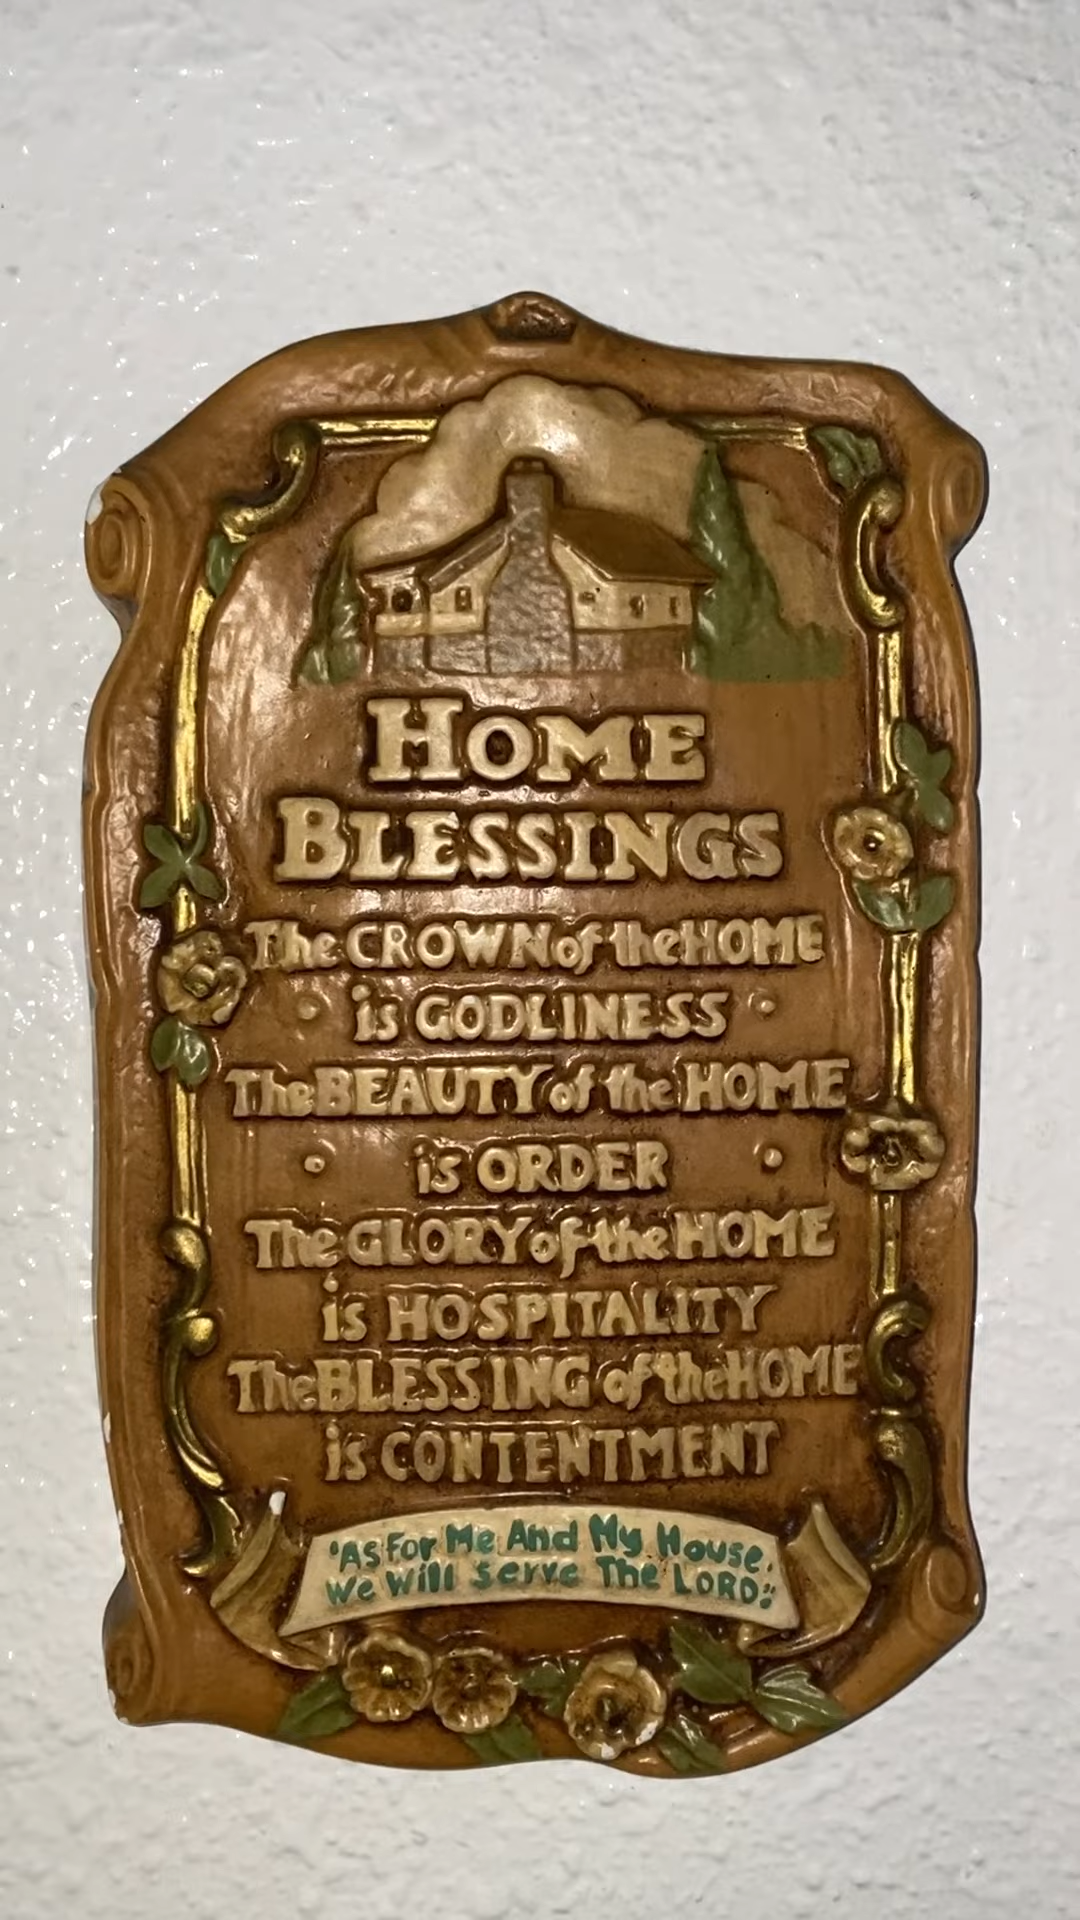 HOME
BLESSINGS
The CROWN of the HOME
is GODLINESS
The BEAUTY of the HOME
is ORDER
The GLORY of the HOME
is HOSPITALITY
The BLESSING of the HOME
is CONTENTMENT
"As For Me And My House,
We Will serve The LORD."